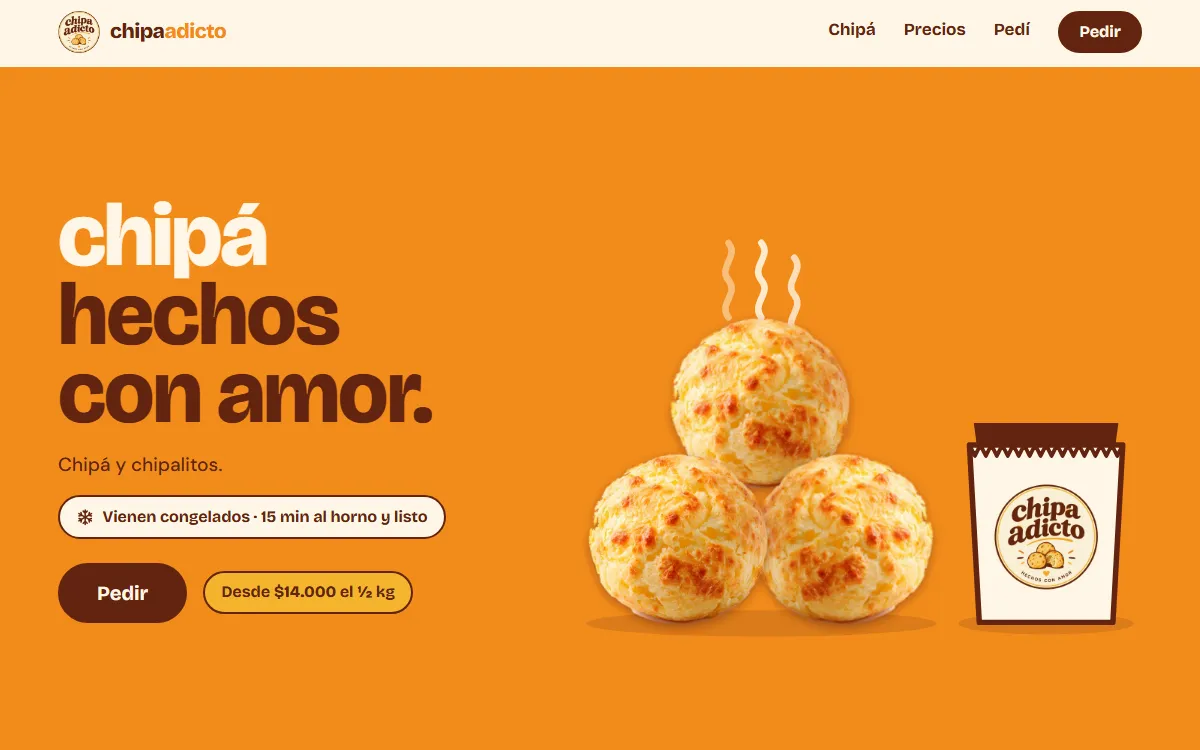 chipa
adicto
chipaadicto
Chipá
Precios
Pedí
Pedir
chipá
hechos
con amor.
Chipá y chipalitos.
Vienen congelados · 15 min al horno y listo
Pedir
Desde $14.000 el ½ kg
chipa
adicto
HECHOS CON AMOR